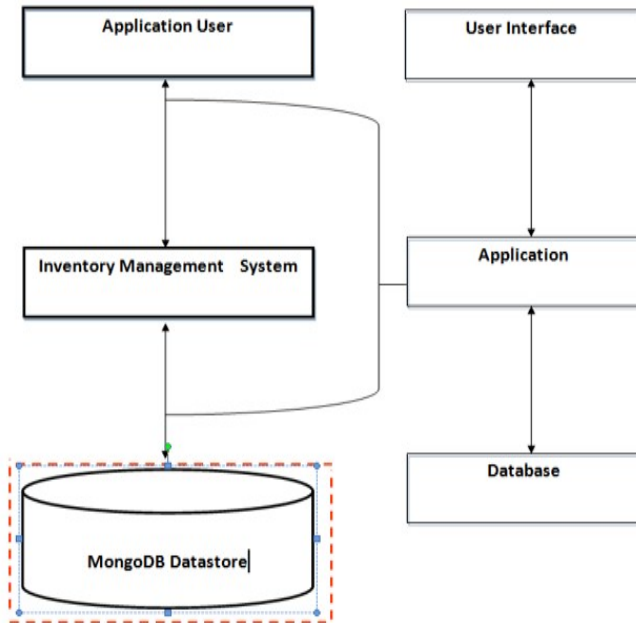 Application User
User Interface
Inventory Management System
Application
Database
MongoDB Datastore